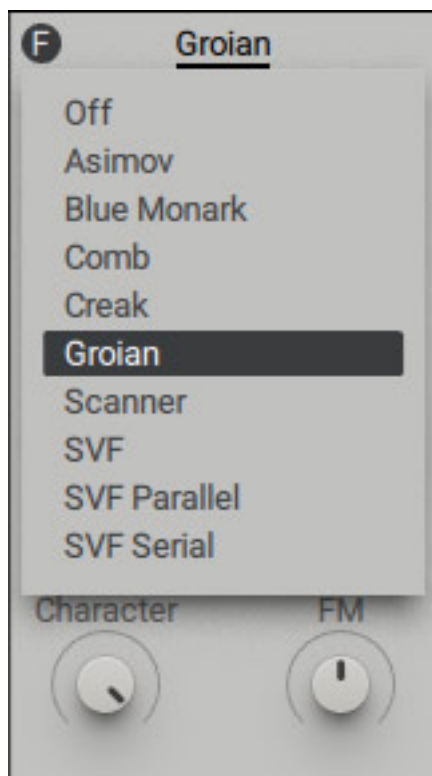 F Groian
Off
Asimov
Blue Monark
Comb
Creak
Groian
Scanner
SVF
SVF Parallel
SVF Serial
Character FM